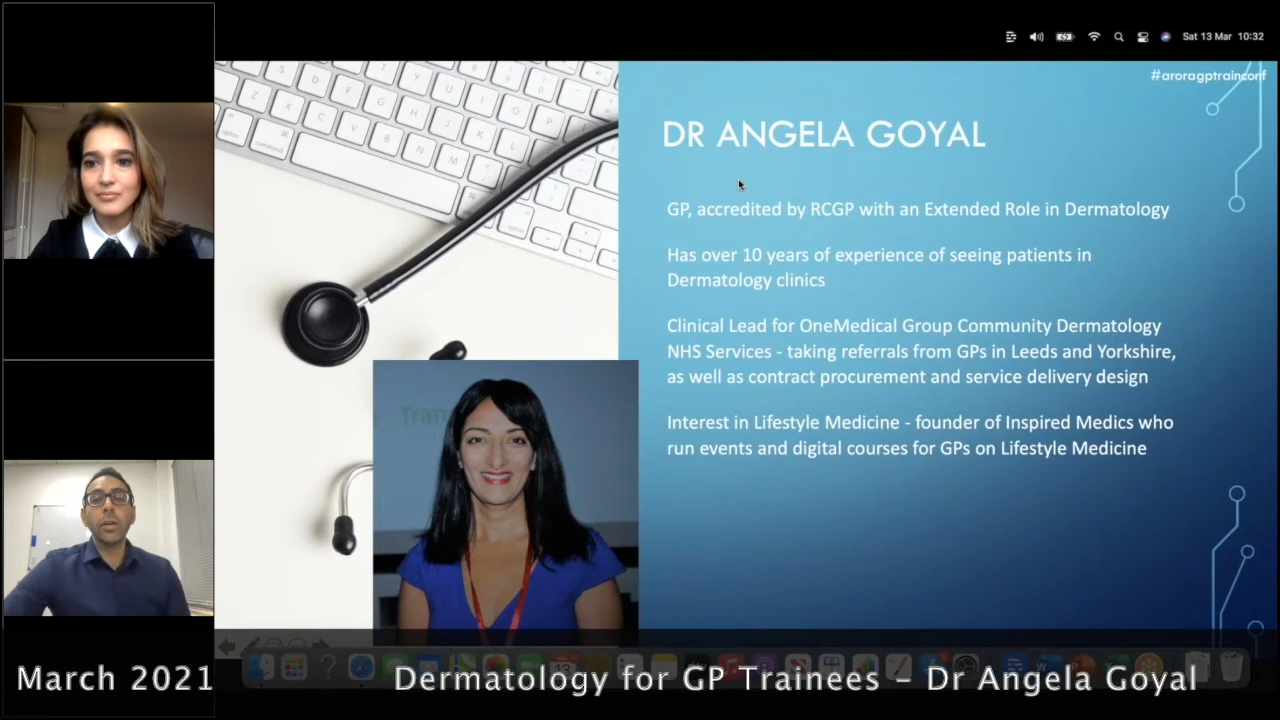 Sat 13 Mar 10:32
#aroragptrainconf
DR ANGELA GOYAL
GP, accredited by RCGP with an Extended Role in Dermatology
Has over 10 years of experience of seeing patients in
Dermatology clinics
Clinical Lead for OneMedical Group Community Dermatology
NHS Services - taking referrals from GPs in Leeds and Yorkshire,
as well as contract procurement and service delivery design
Interest in Lifestyle Medicine - founder of Inspired Medics who
run events and digital courses for GPs on Lifestyle Medicine
option
command
March 2021
Dermatology for GP Trainees - Dr Angela Goyal